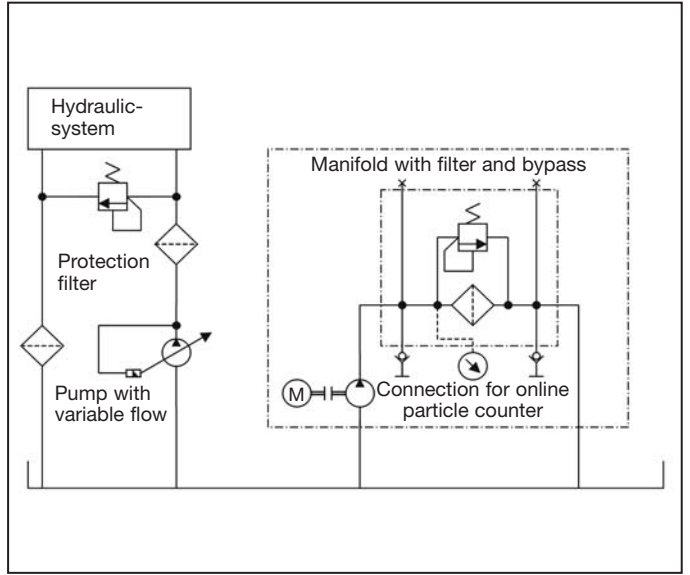 Hydraulic-
system
Manifold with filter and bypass
Protection
filter
Pump with
variable flow
M
Connection for online
particle counter